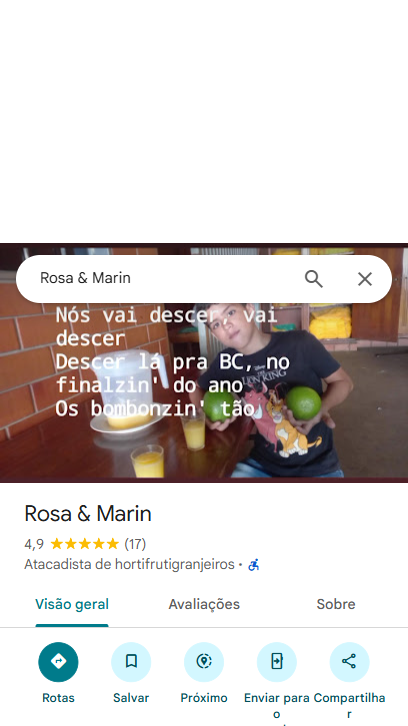 Rosa & Marin
Nós vai descer, vai
descer
Descer lá pra BC, no
finalzin' do ano
Os bombonzin' tão
DISNEY
THE
LION KING
Rosa & Marin
4,9 (17)
Atacadista de hortifrutigranjeiros ·
Visão geral Avaliações Sobre
Rotas Salvar Próximo Enviar para o Compartilhar